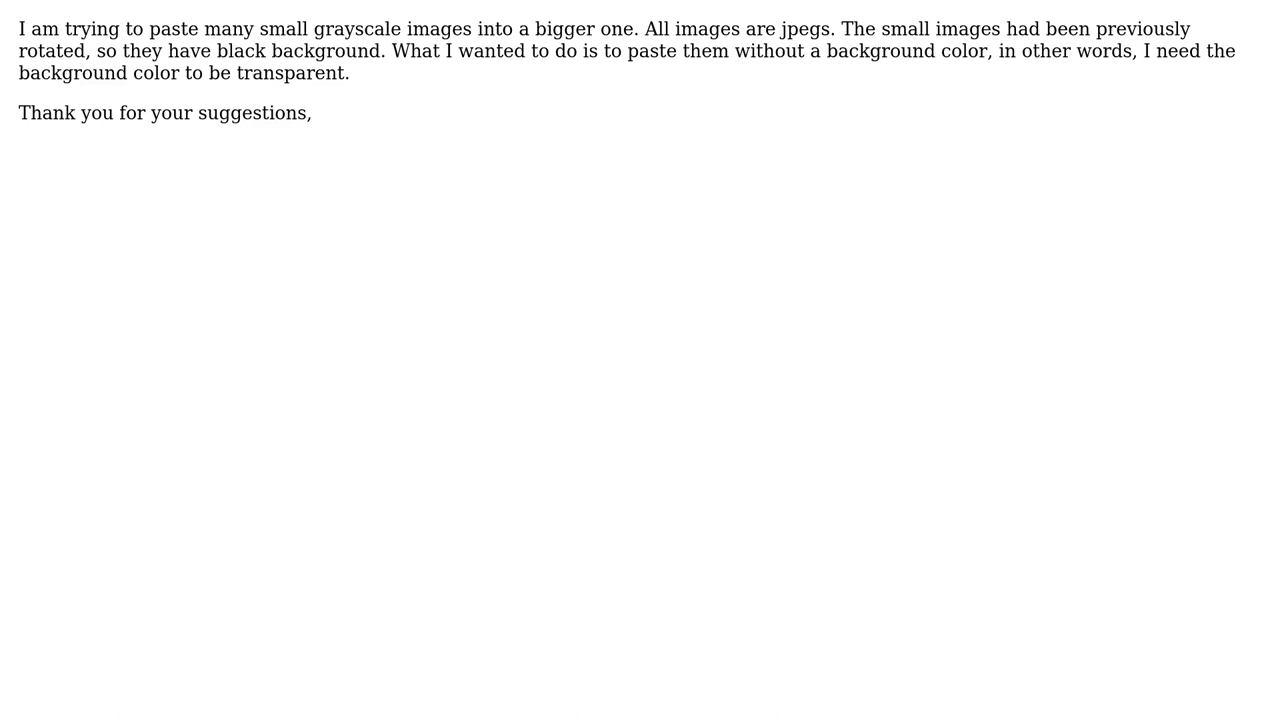 I am trying to paste many small grayscale images into a bigger one. All images are jpegs. The small images had been previously
rotated, so they have black background. What I wanted to do is to paste them without a background color, in other words, I need the
background color to be transparent.
Thank you for your suggestions,